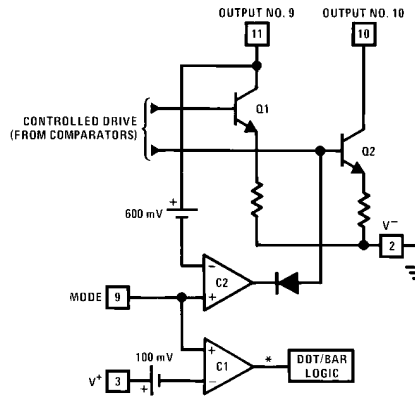 OUTPUT NO. 9
OUTPUT NO. 10
11
10
Q1
CONTROLLED DRIVE
(FROM COMPARATORS)
Q2
+
600 mV
V−
2
−
C2
+
MODE 9
100 mV
+
C1
−
*
DOT/BAR
LOGIC
V+ 3
+